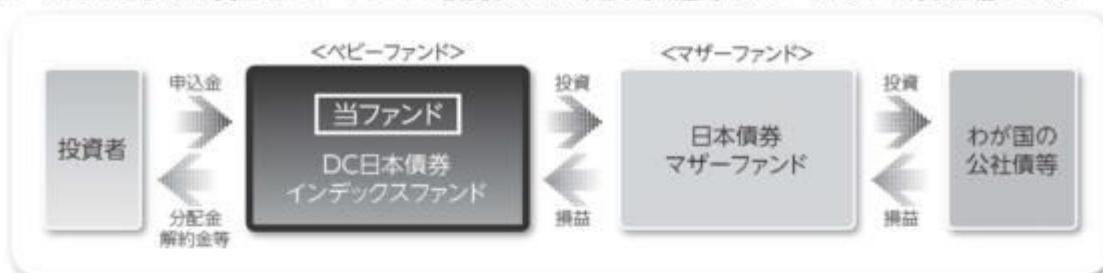 <ベビーファンド>
<マザーファンド>
申込金
投資
投資
投資者
当ファンド
DC日本債券
インデックスファンド
日本債券
マザーファンド
わが国の
公社債等
分配金
解約金等
損益
損益